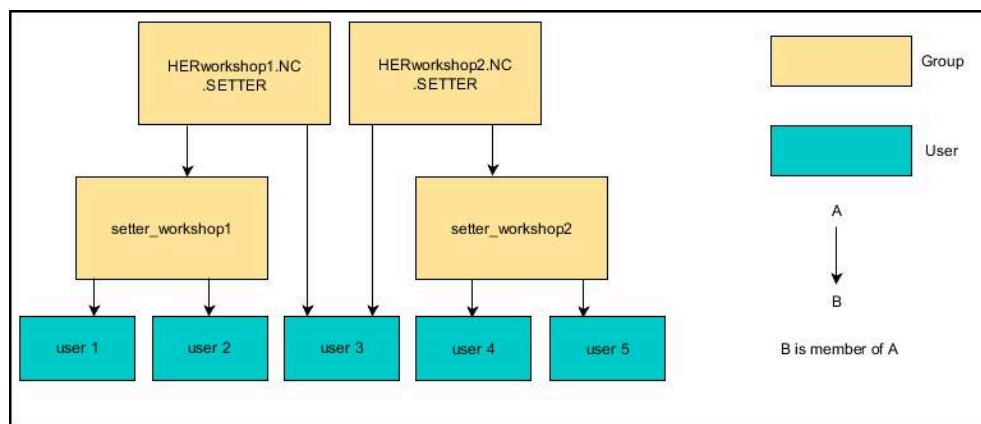 HERworkshop1.NC
.SETTER
HERworkshop2.NC
.SETTER
Group
User
setter_workshop1
setter_workshop2
A
B
user 1
user 2
user 3
user 4
user 5
B is member of A